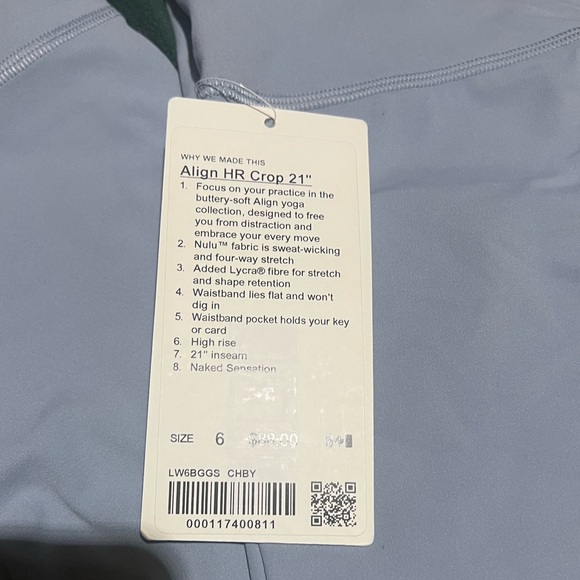 WHY WE MADE THIS
Align HR Crop 21"
1. Focus on your practice in the
buttery-soft Align yoga
collection, designed to free
you from distraction and
embrace your every move
2. Nulu™ fabric is sweat-wicking
and four-way stretch
3. Added Lycra® fibre for stretch
and shape retention
4. Waistband lies flat and won't
dig in
5. Waistband pocket holds your key
or card
6. High rise
7. 21" inseam
8. Naked Sensation
SIZE 6 $88.00
LW6BGGS CHBY
000117400811